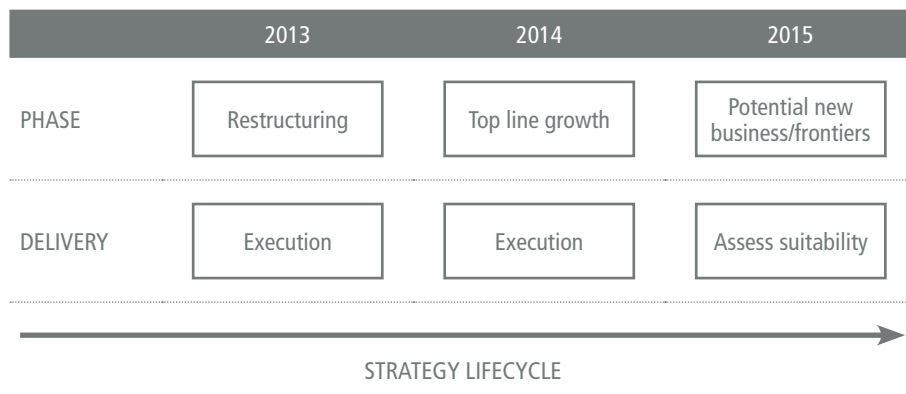 2013 2014 2015
PHASE Restructuring Top line growth Potential new
business/frontiers
DELIVERY Execution Execution Assess suitability
STRATEGY LIFECYCLE